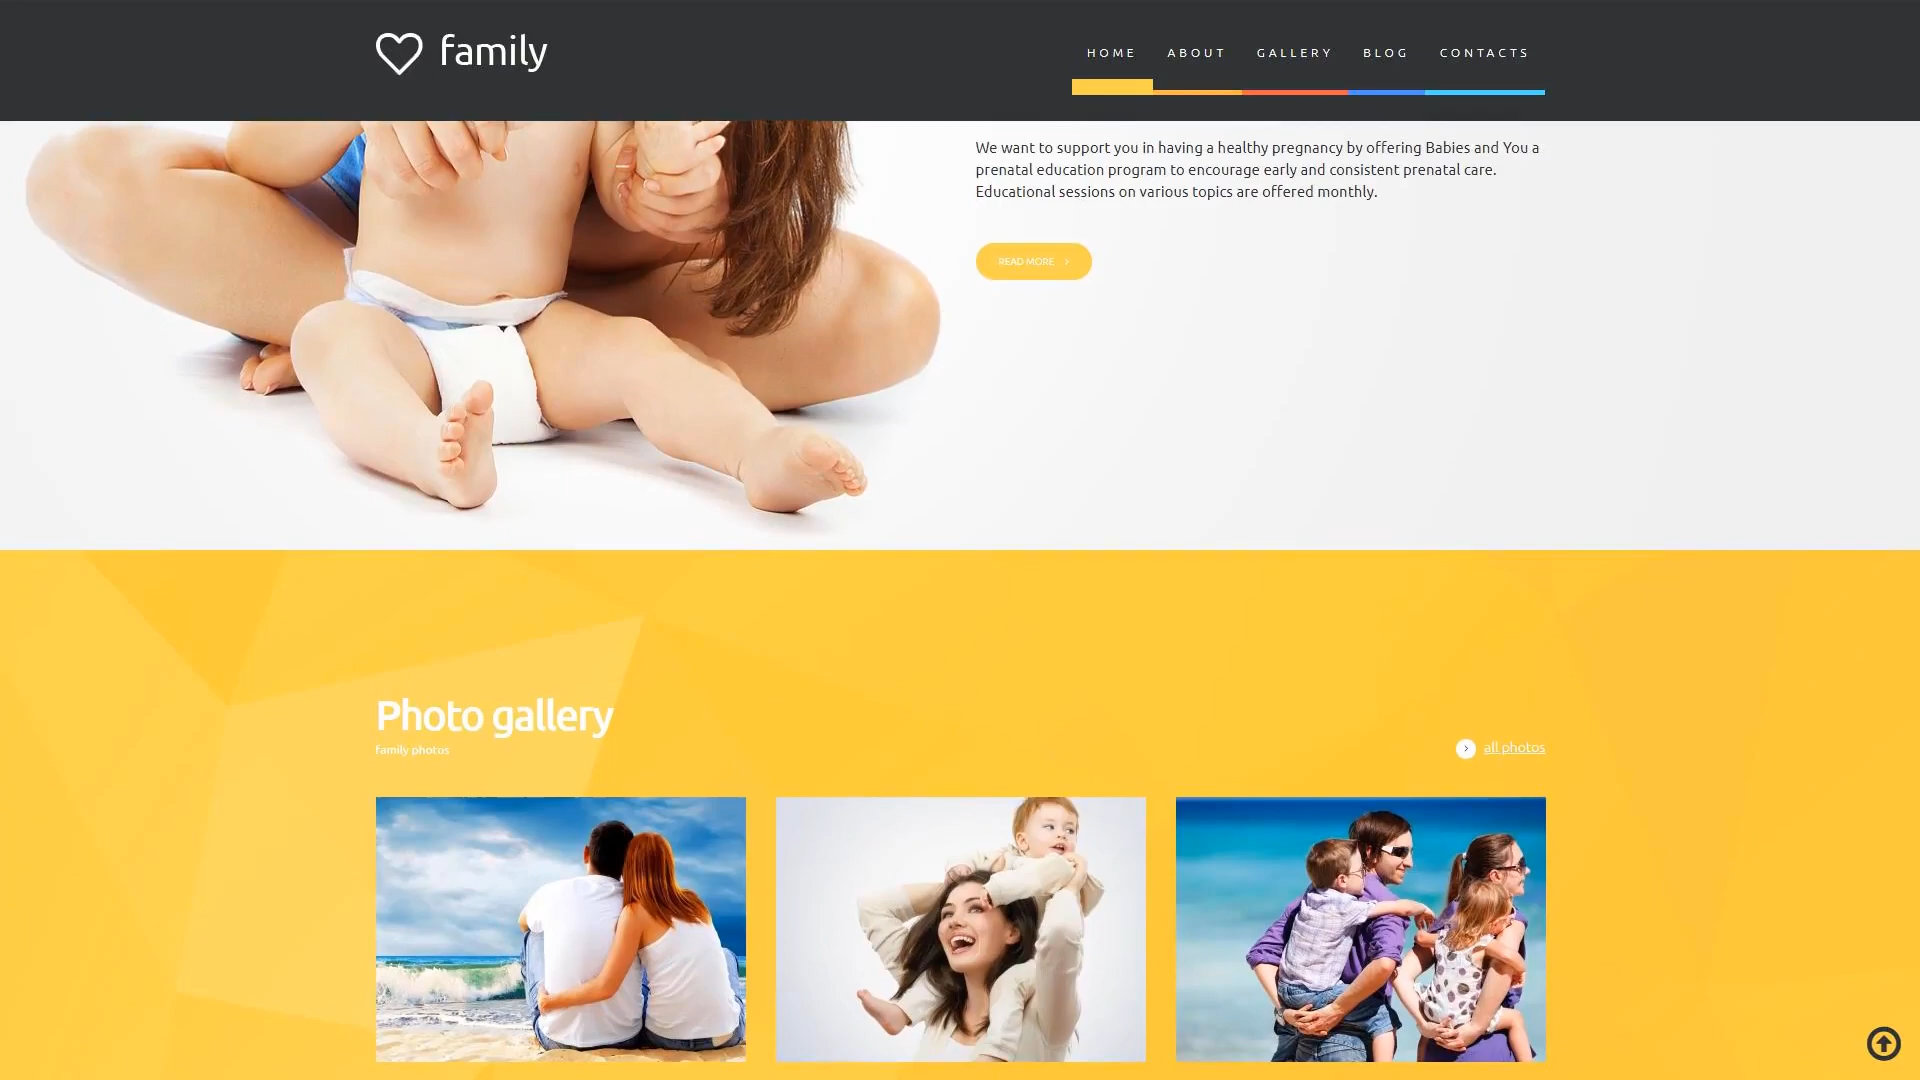 family
HOME ABOUT GALLERY BLOG CONTACTS
We want to support you in having a healthy pregnancy by offering Babies and You a
prenatal education program to encourage early and consistent prenatal care.
Educational sessions on various topics are offered monthly.
READ MORE
Photo gallery
family photos
all photos